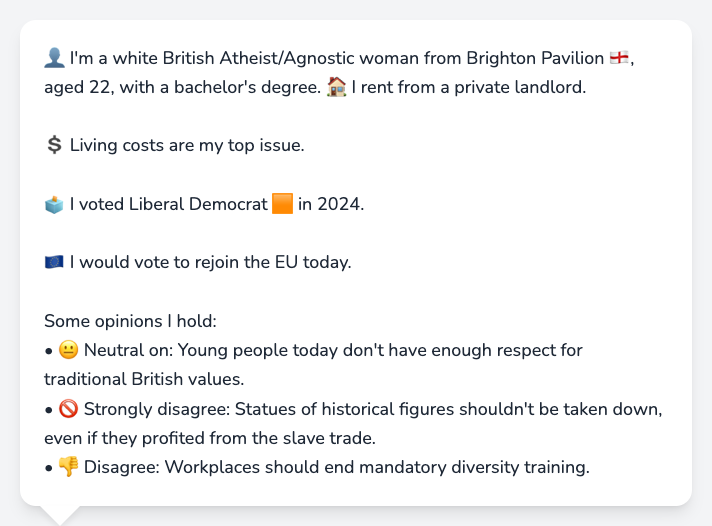 👤 I'm a white British Atheist/Agnostic woman from Brighton Pavilion 🏴󠁧󠁢󠁥󠁮󠁧󠁿,
aged 22, with a bachelor's degree. 🏠 I rent from a private landlord.
💲 Living costs are my top issue.
🗳️ I voted Liberal Democrat 🟧 in 2024.
🇪🇺 I would vote to rejoin the EU today.
Some opinions I hold:
• 😐 Neutral on: Young people today don't have enough respect for
traditional British values.
• 🚫 Strongly disagree: Statues of historical figures shouldn't be taken down,
even if they profited from the slave trade.
• 👎 Disagree: Workplaces should end mandatory diversity training.